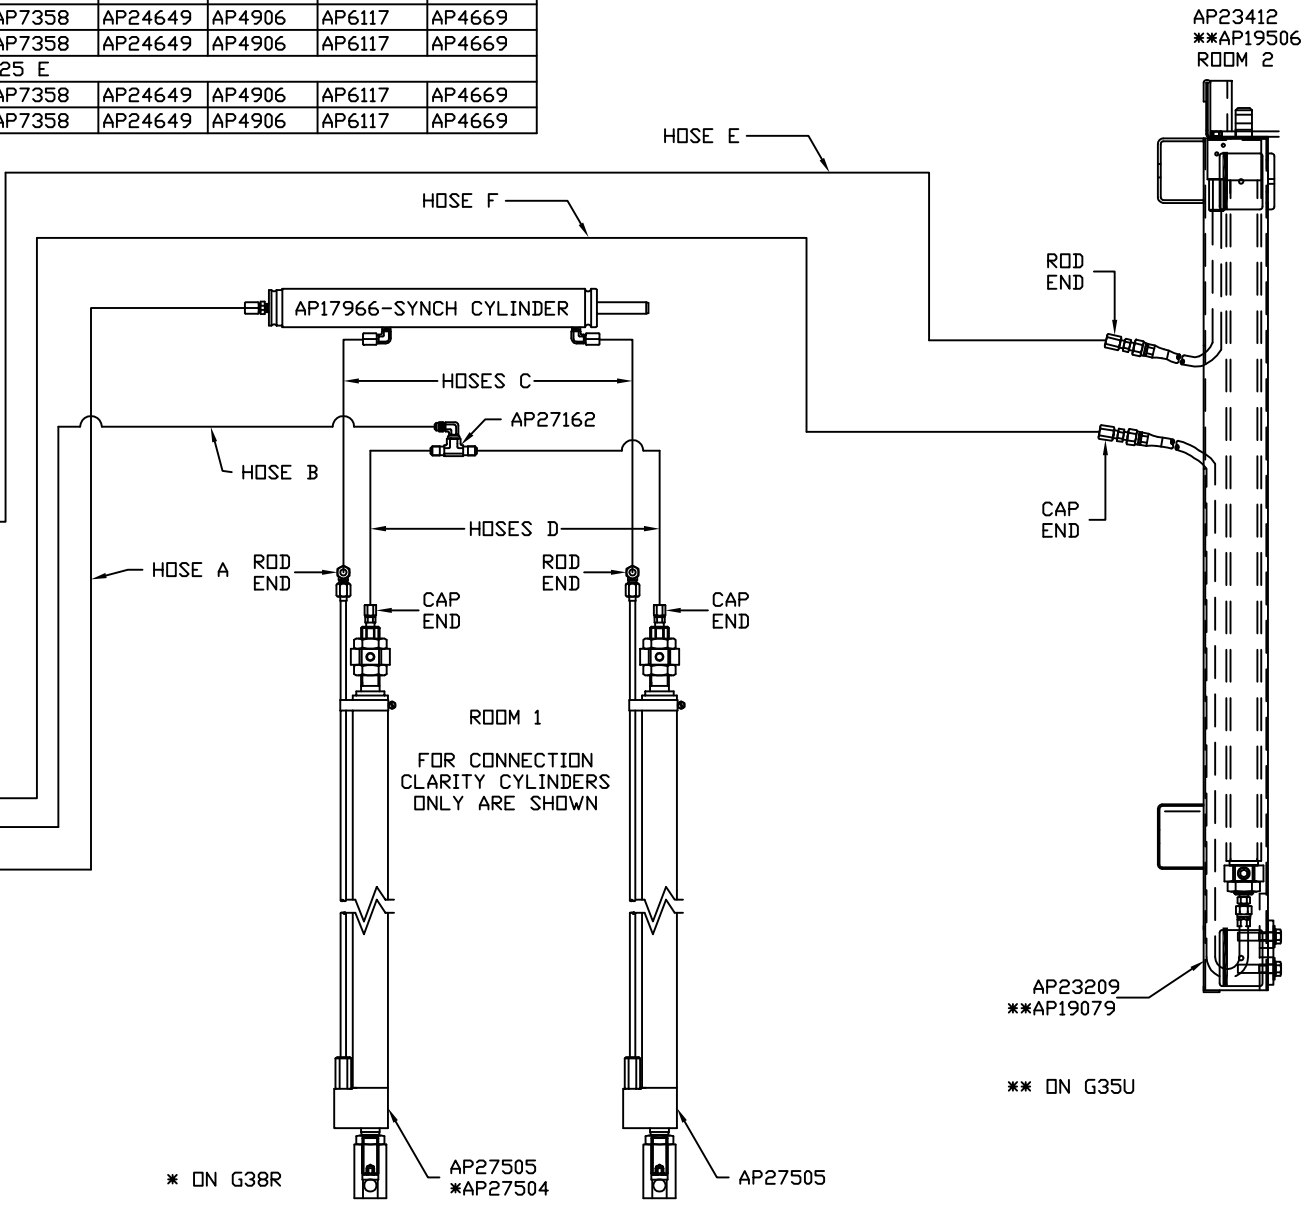 AP7358 AP24649 AP4906 AP6117 AP4669
AP7358 AP24649 AP4906 AP6117 AP4669
25 E
AP7358 AP24649 AP4906 AP6117 AP4669
AP7358 AP24649 AP4906 AP6117 AP4669
AP23412
**AP19506
ROOM 2
HOSE E
HOSE F
ROD
END
AP17966-SYNCH CYLINDER
HOSES C
AP27162
HOSE B
CAP
END
HOSES D
HOSE A
ROD
END
ROD
END
CAP
END
CAP
END
ROOM 1
FOR CONNECTION
CLARITY CYLINDERS
ONLY ARE SHOWN
AP23209
**AP19079
** ON G35U
* ON G38R
AP27505
*AP27504
AP27505